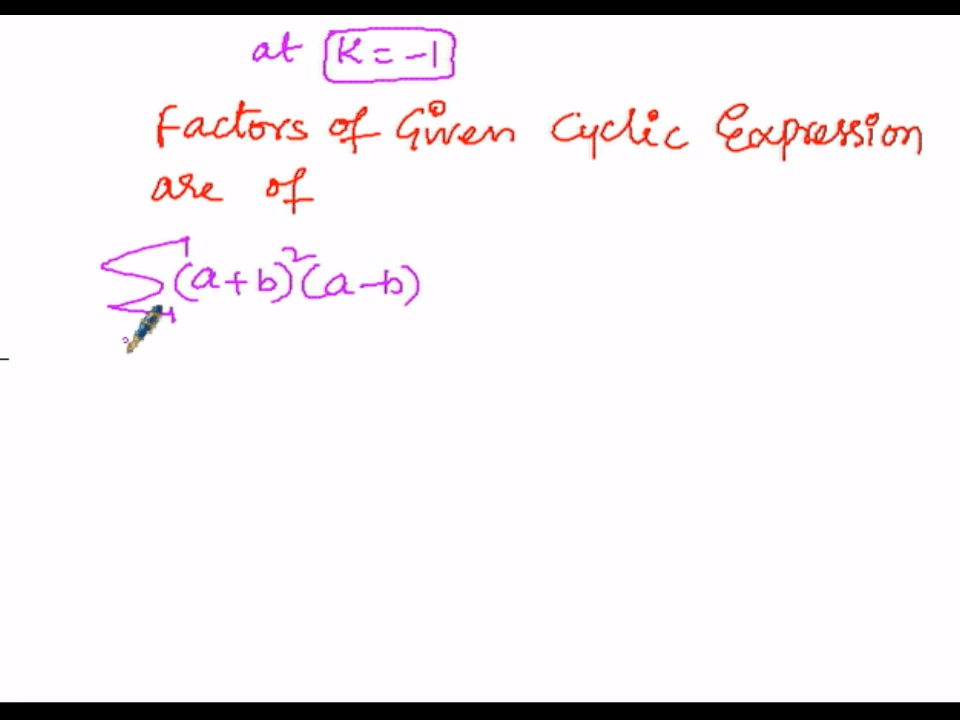 at K = -1
Factors of Given Cyclic Expression
are of
∑(a+b)²(a-b)